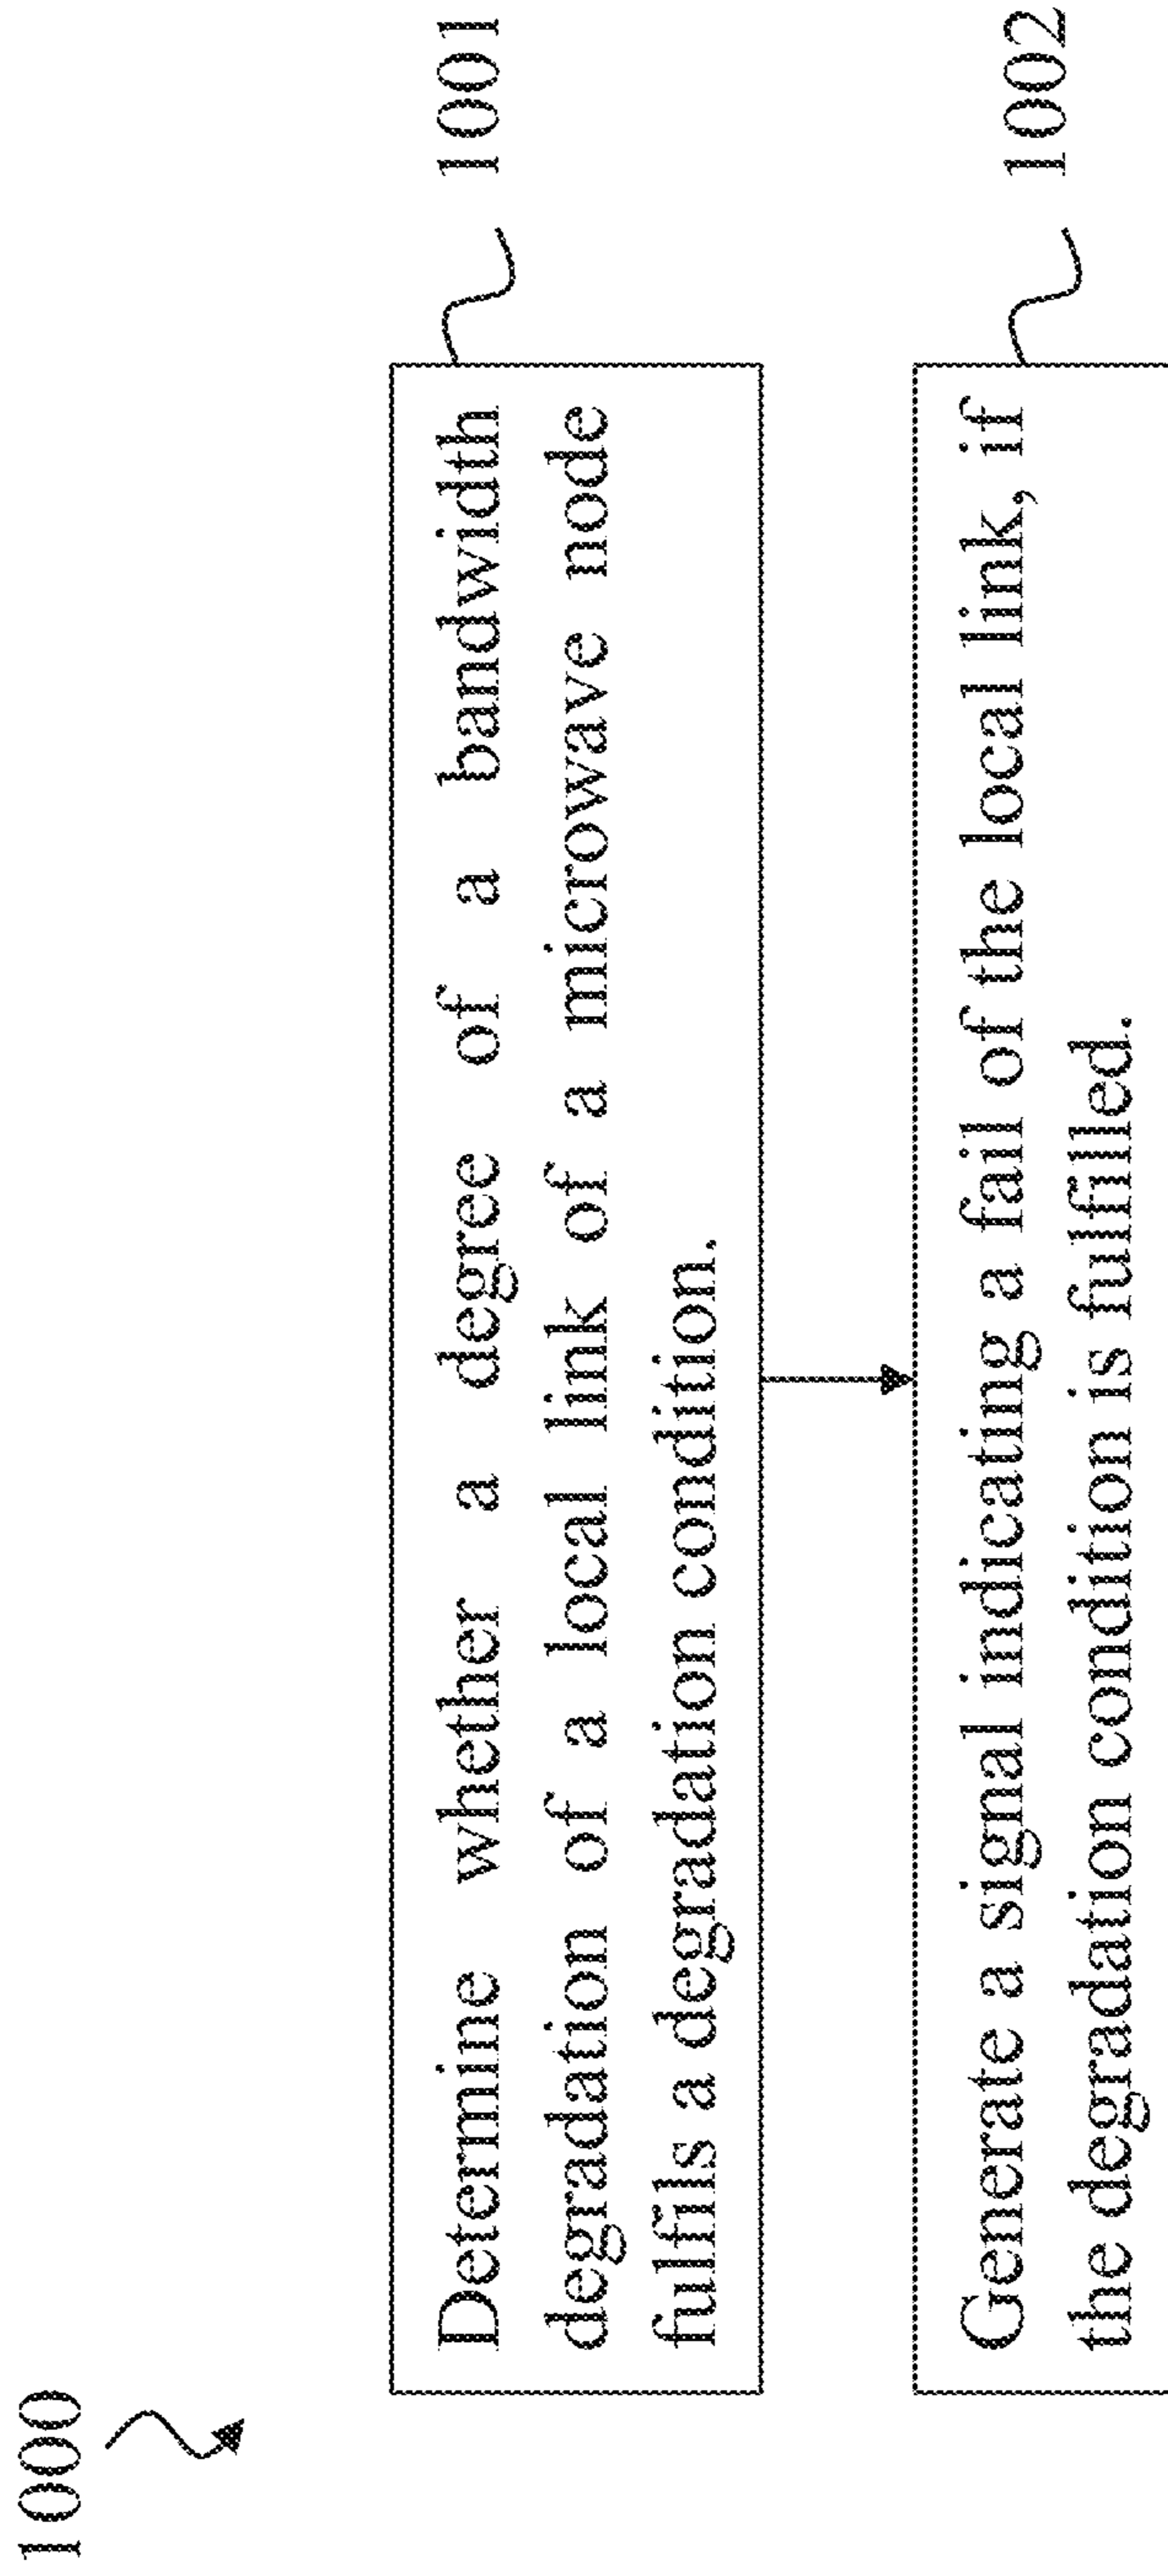 1000
Determine whether a degree of a bandwidth
degradation of a local link of a microwave node
fulfils a degradation condition.
1001
Generate a signal indicating a fail of the local link, if
the degradation condition is fulfilled.
1002